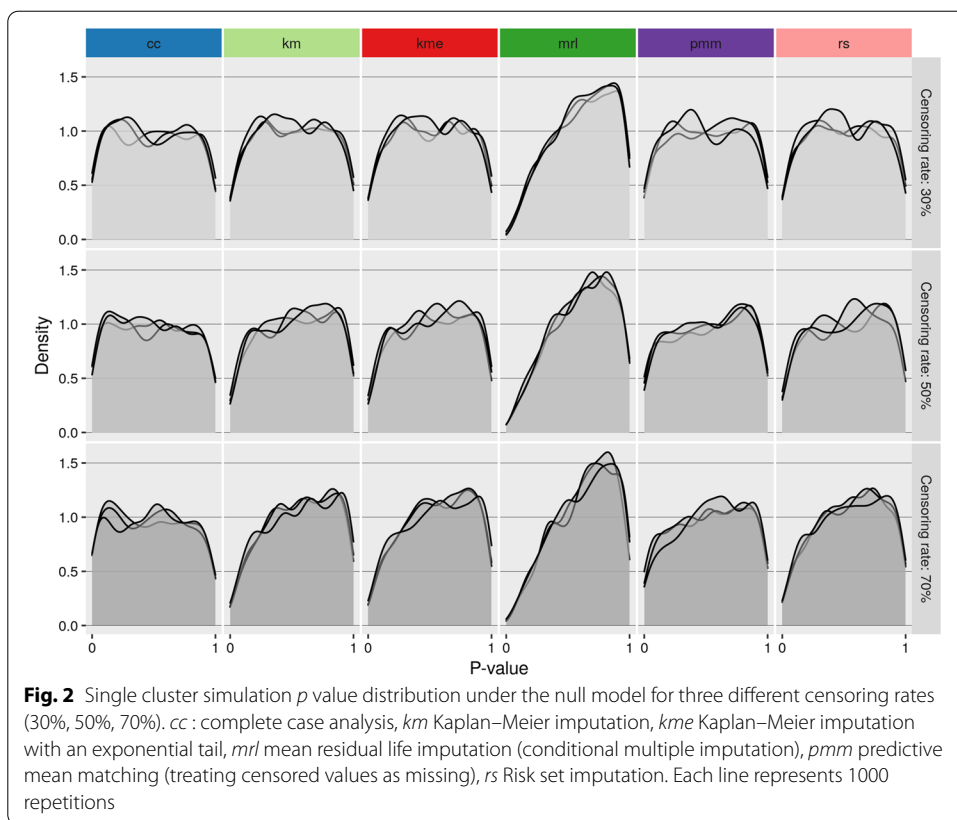 cc km kme mrl pmm rs
1.5
1.0
0.5
0.0
Censoring rate: 30%
1.5
1.0
0.5
0.0
Censoring rate: 50%
Density
1.5
1.0
0.5
0.0
Censoring rate: 70%
0 1 0 1 0 1 0 1 0 1 0 1
P-value
Fig. 2 Single cluster simulation p value distribution under the null model for three different censoring rates
(30%, 50%, 70%). cc : complete case analysis, km Kaplan–Meier imputation, kme Kaplan–Meier imputation
with an exponential tail, mrl mean residual life imputation (conditional multiple imputation), pmm predictive
mean matching (treating censored values as missing), rs Risk set imputation. Each line represents 1000
repetitions